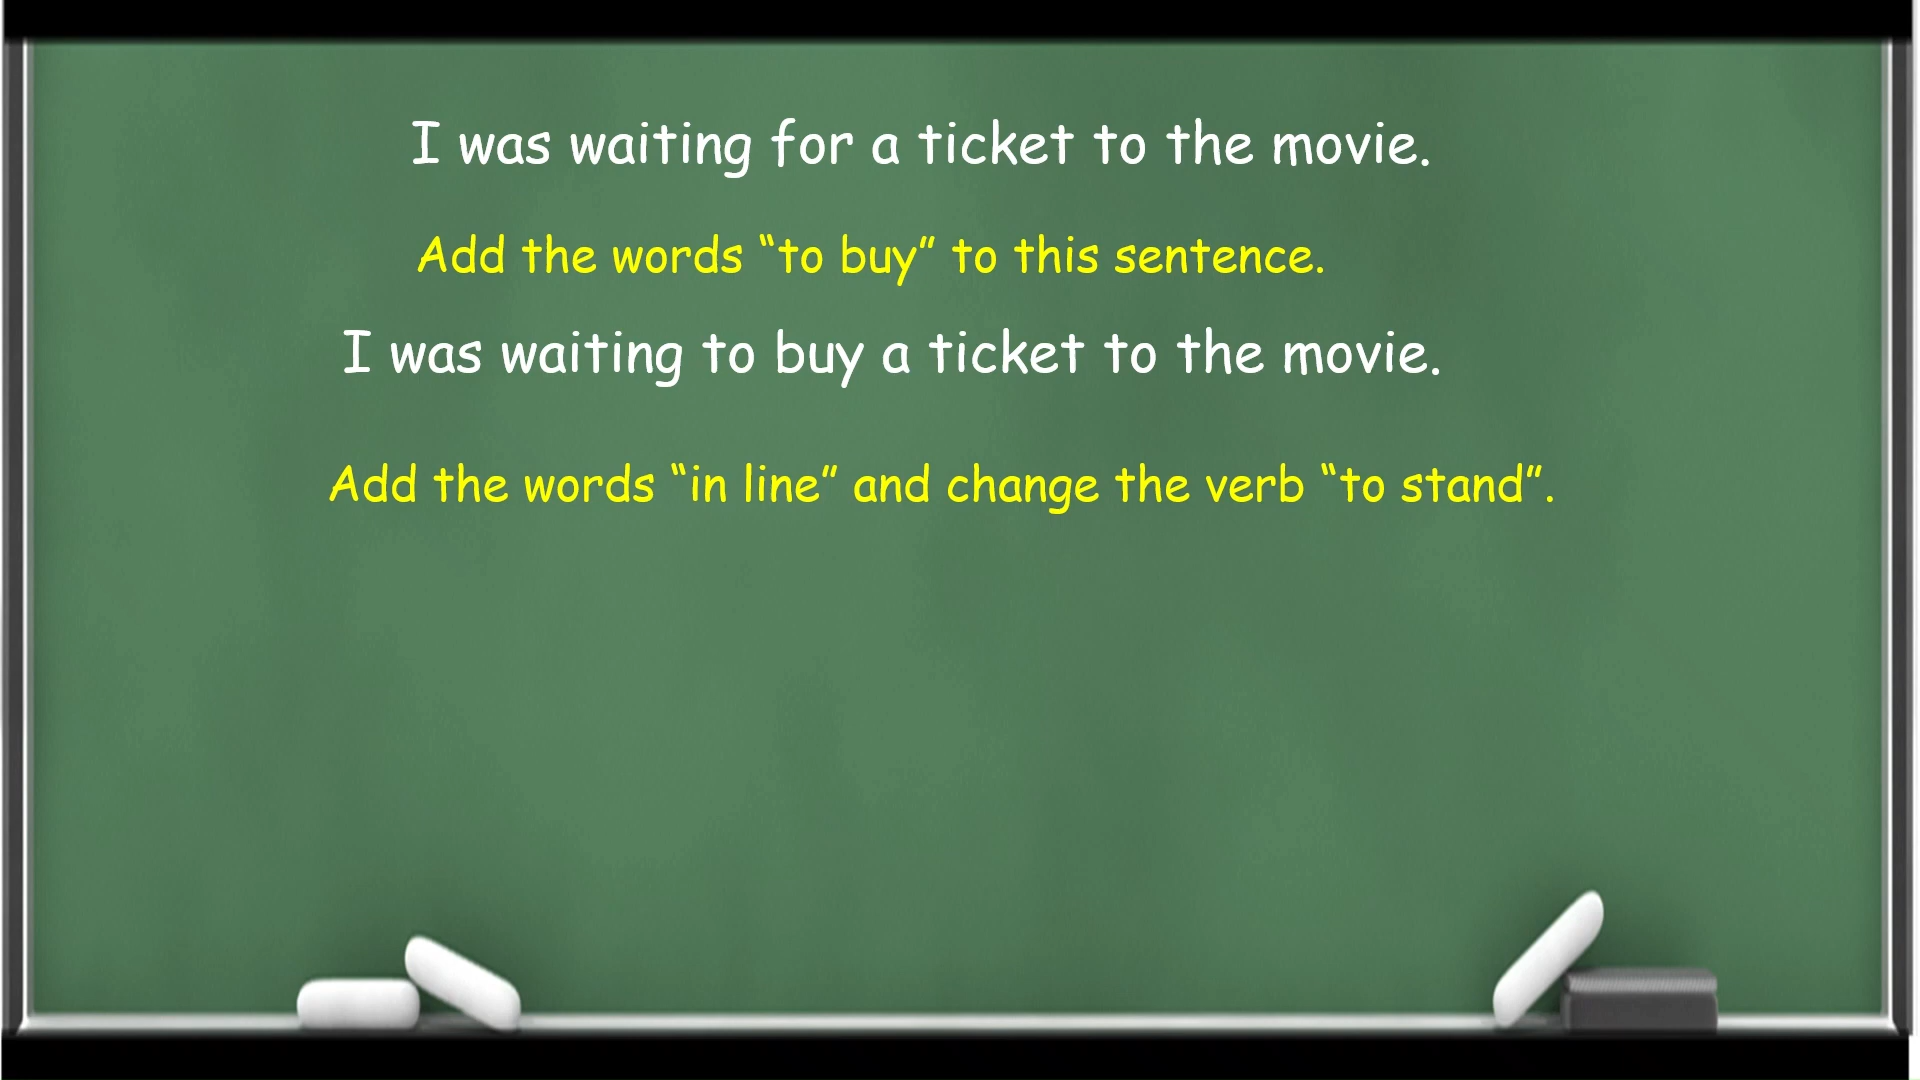 I was waiting for a ticket to the movie.
Add the words “to buy” to this sentence.
I was waiting to buy a ticket to the movie.
Add the words “in line” and change the verb “to stand”.